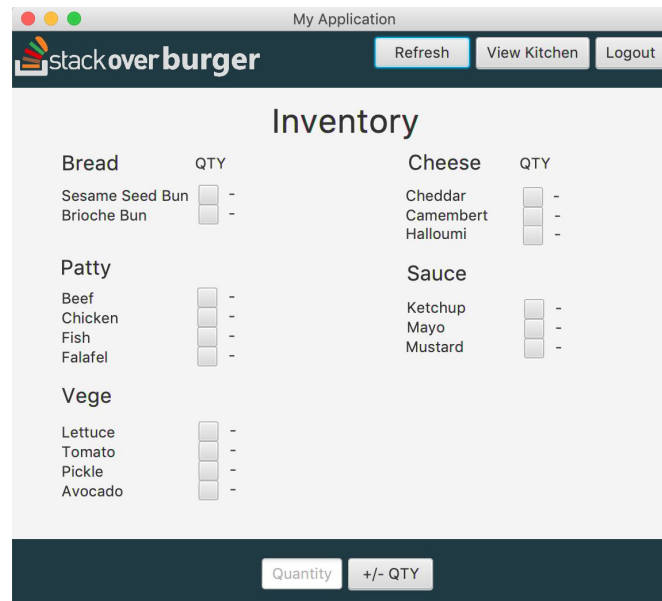 My Application
stackoverburger
Refresh View Kitchen Logout
Inventory
Bread QTY
Sesame Seed Bun -
Brioche Bun -
Patty
Beef -
Chicken -
Fish -
Falafel -
Vege
Lettuce -
Tomato -
Pickle -
Avocado -
Cheese QTY
Cheddar -
Camembert -
Halloumi -
Sauce
Ketchup -
Mayo -
Mustard -
Quantity +/- QTY